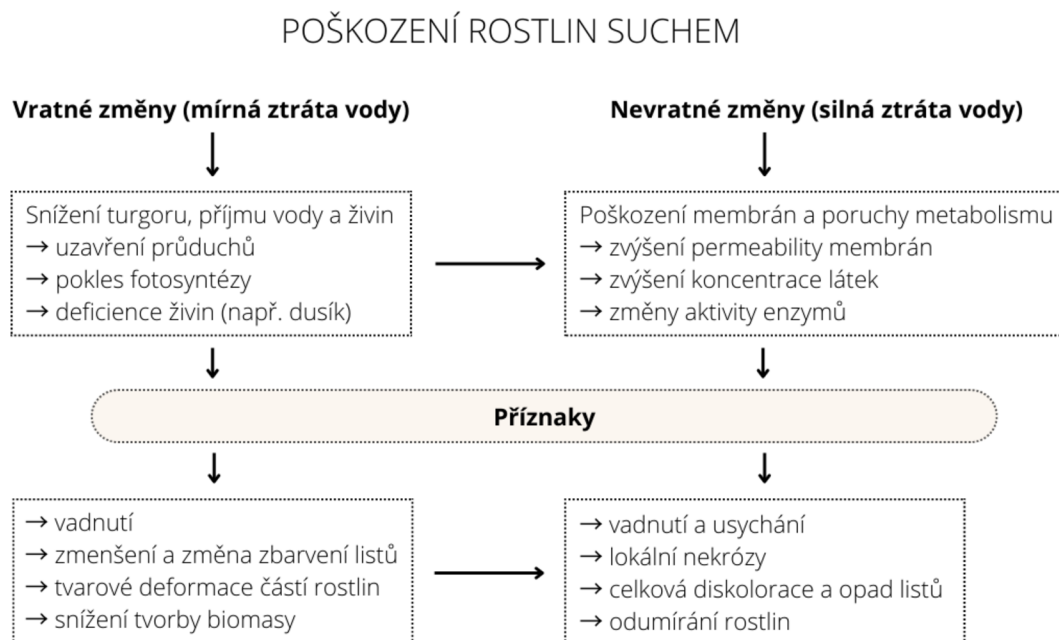 POŠKOZENÍ ROSTLIN SUCHEM
Vratné změny (mírná ztráta vody)
Snížení turgoru, příjmu vody a živin
→ uzavření průduchů
→ pokles fotosyntézy
→ deficience živin (např. dusík)
Nevratné změny (silná ztráta vody)
Poškození membrán a poruchy metabolismu
→ zvýšení permeability membrán
→ zvýšení koncentrace látek
→ změny aktivity enzymů
Příznaky
→ vadnutí
→ zmenšení a změna zbarvení listů
→ tvarové deformace částí rostlin
→ snížení tvorby biomasy
→ vadnutí a usychání
→ lokální nekrózy
→ celková diskolorace a opad listů
→ odumírání rostlin